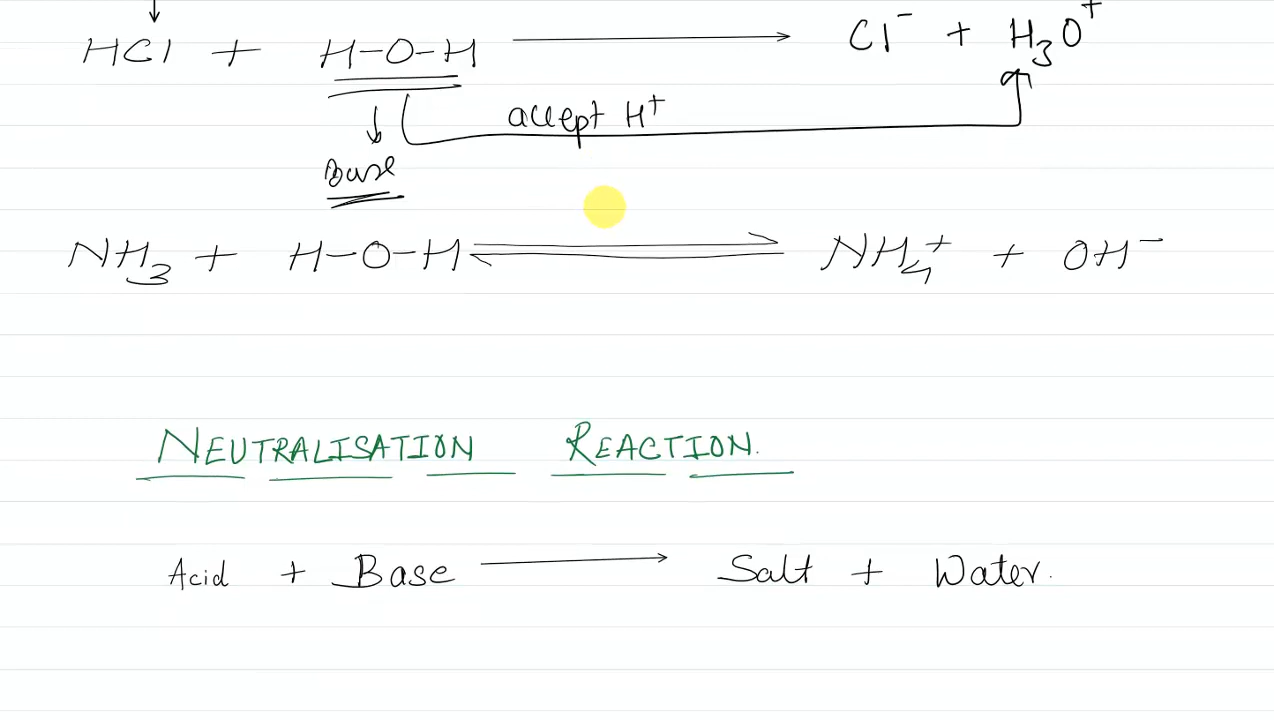 HCl + H-O-H → Cl⁻ + H₃O⁺
accept H⁺
Base
NH₃ + H-O-H ⇌ NH₄⁺ + OH⁻
NEUTRALISATION REACTION.
Acid + Base → Salt + Water.